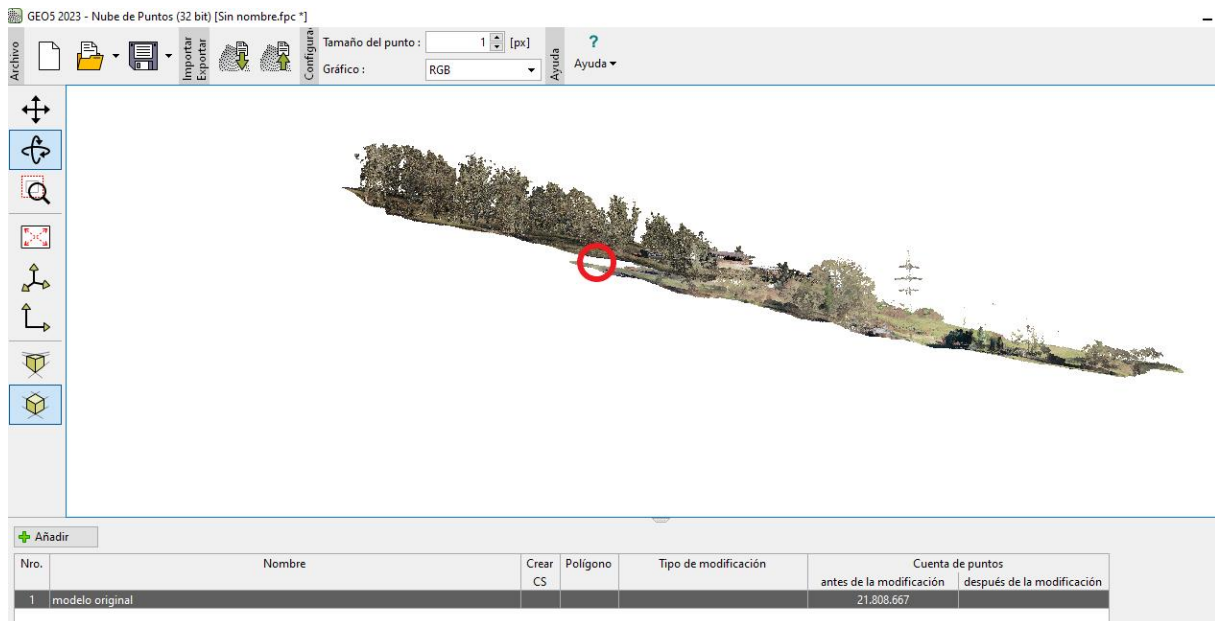 GEO5 2023 - Nube de Puntos (32 bit) [Sin nombre.fpc *]
Archivo
Importar
Exportar
Configura
Tamaño del punto : 1 [px]
Gráfico : RGB
Ayuda
?
Ayuda
Añadir
Nro. Nombre Crear CS Polígono Tipo de modificación Cuenta de puntos
antes de la modificación después de la modificación
1 modelo original 21.808.667